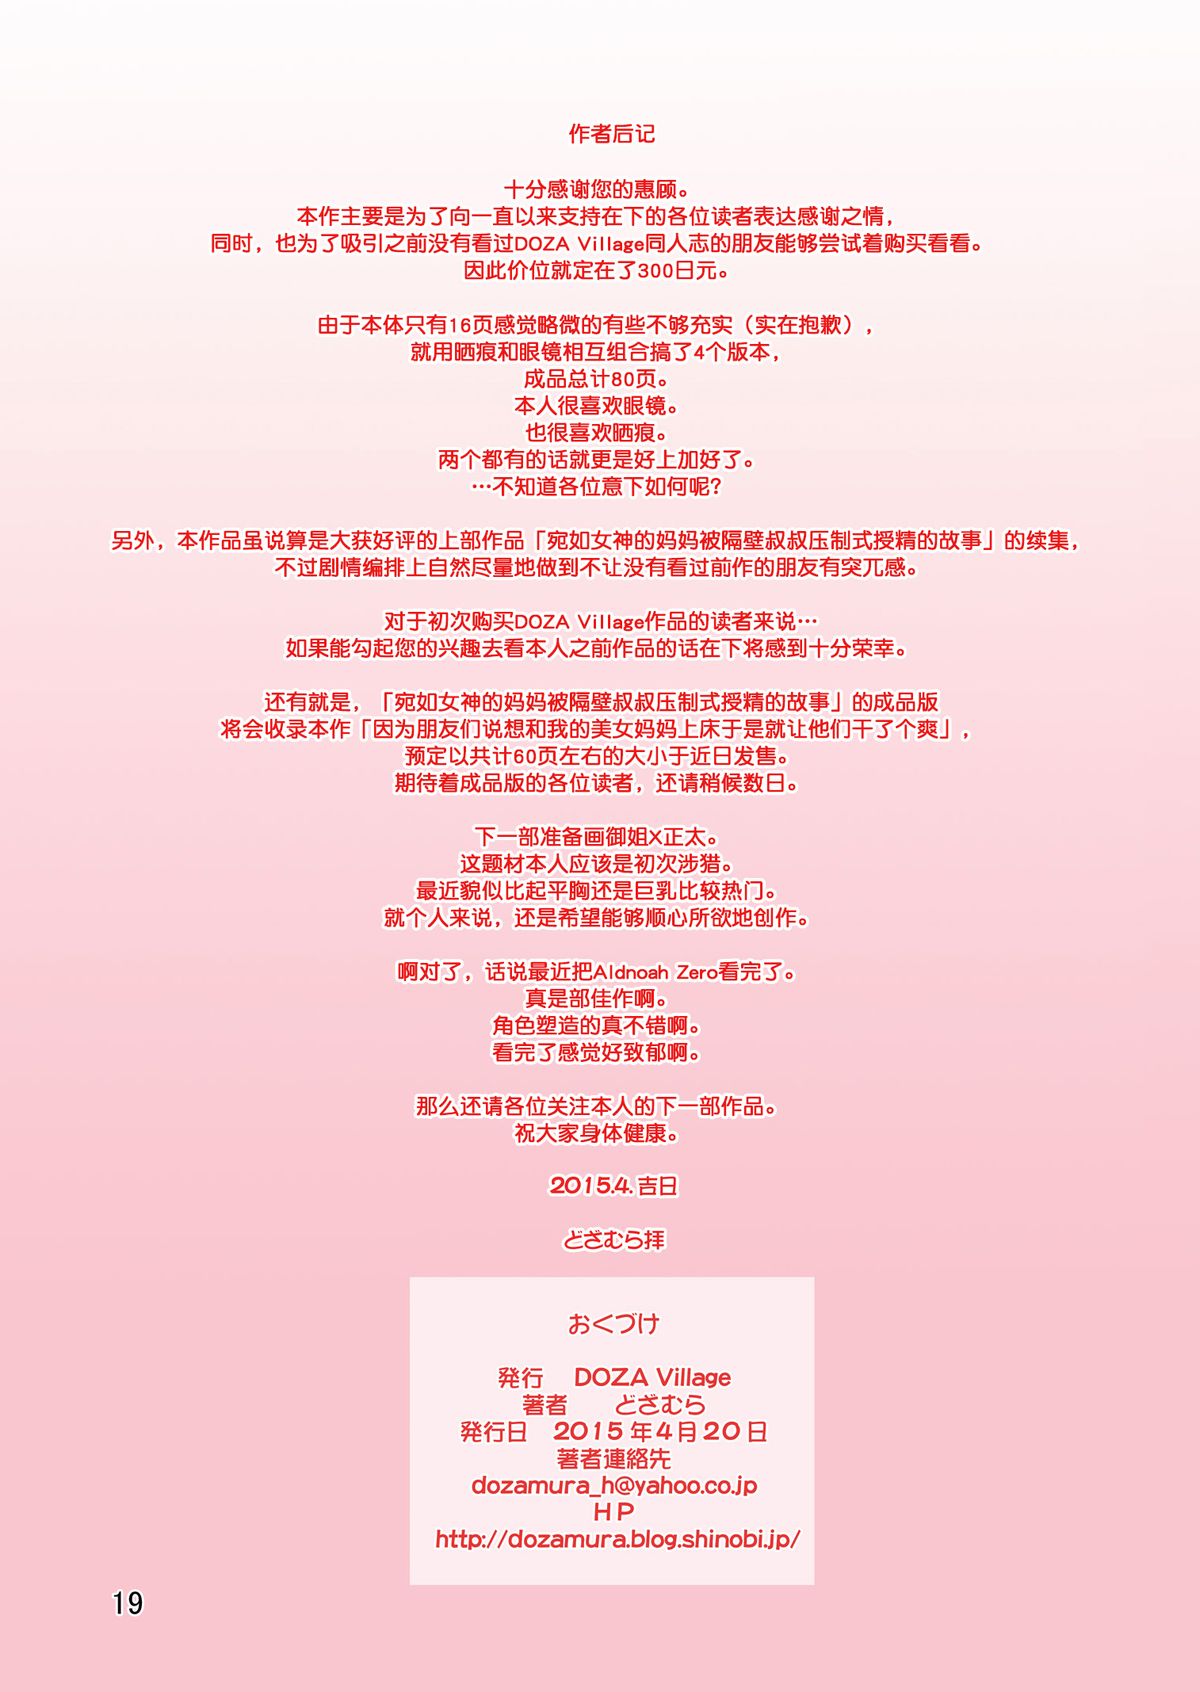 作者后记
十分感谢您的惠顾。
本作主要是为了向一直以来支持在下的各位读者表达感谢之情，
同时，也为了吸引之前没有看过DOZA Village同人志的朋友能够尝试着购买看看。
因此价位就定在了300日元。
由于本体只有16页感觉略微的有些不够充实（实在抱歉），
就用晒痕和眼镜相互组合搞了4个版本，
成品总计80页。
本人很喜欢眼镜。
也很喜欢晒痕。
两个都有的话就更是好上加好了。
…不知道各位意下如何呢？
另外，本作品虽说算是大获好评的上部作品「宛如女神的妈妈被隔壁叔叔压制式授精的故事」的续集，
不过剧情编排上自然尽量地做到不让没有看过前作的朋友有突兀感。
对于初次购买DOZA Village作品的读者来说…
如果能勾起您的兴趣去看本人之前作品的话在下将感到十分荣幸。
还有就是，「宛如女神的妈妈被隔壁叔叔压制式授精的故事」的成品版
将会收录本作「因为朋友们说想和我的美女妈妈上床于是就让他们干了个爽」，
预定以共计60页左右的大小于近日发售。
期待着成品版的各位读者，还请稍候数日。
下一部准备画御姐X正太。
这题材本人应该是初次涉猎。
最近貌似比起平胸还是巨乳比较热门。
就个人来说，还是希望能够顺心所欲地创作。
啊对了，话说最近把Aldnoah Zero看完了。
真是部佳作啊。
角色塑造的真不错啊。
看完了感觉好致郁啊。
那么还请各位关注本人的下一部作品。
祝大家身体健康。
2015.4.吉日
どざむら拝
おくづけ
発行 DOZA Village
著者 どざむら
発行日 2015年4月20日
著者連絡先
dozamura_h@yahoo.co.jp
HP
http://dozamura.blog.shinobi.jp/
19